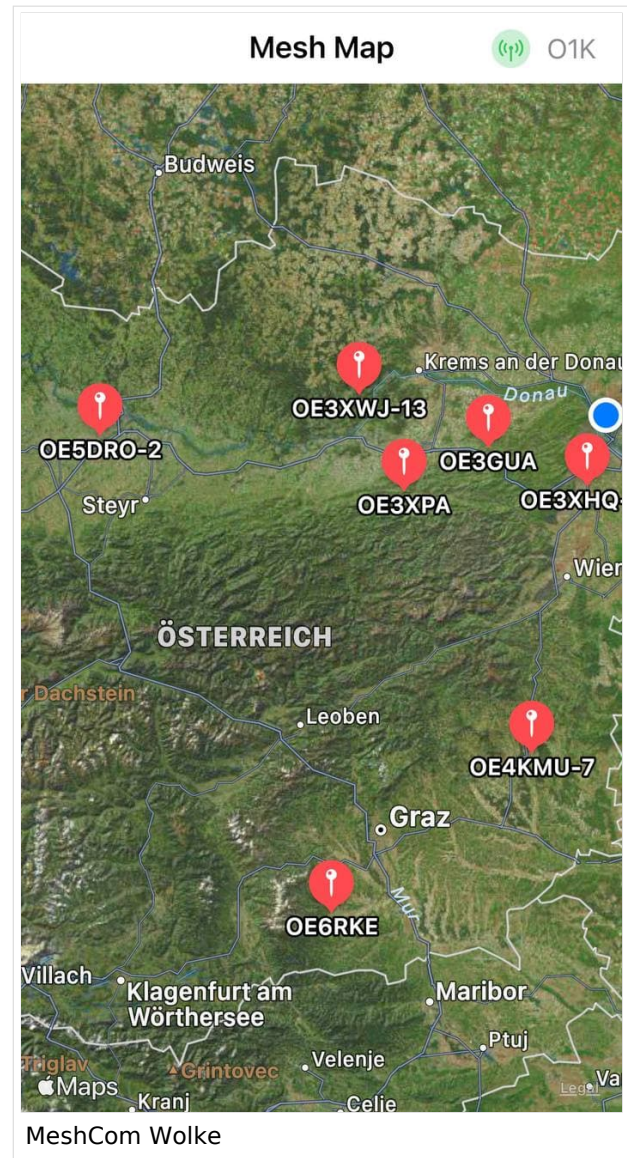 Mesh Map O1K
Budweis
Krems an der Donau
Donau
OE3XWJ-13
OE5DRO-2
OE3GUA
OE3XPA
OE3XHQ-
Steyr
Wier
ÖSTERREICH
r Dachstein
Leoben
OE4KMU-7
Graz
Mur
OE6RKE
Villach
Klagenfurt am
Wörthersee
Maribor
Ptuj
Triglav
Grintovec
Velenje
Maps
Legal
Va
Kranj
Celje
MeshCom Wolke